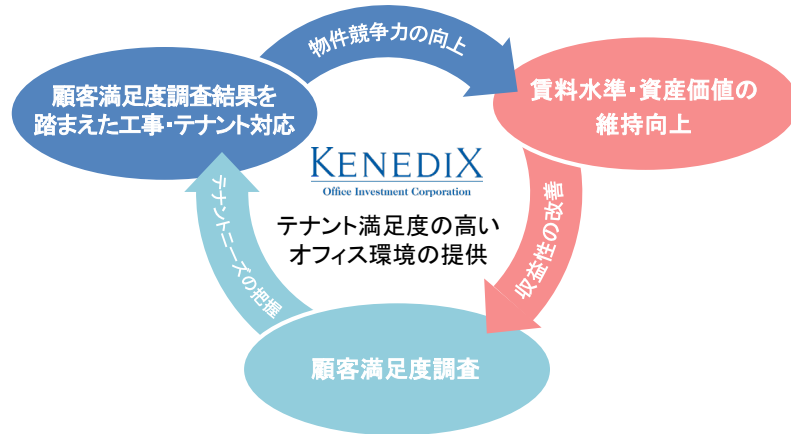 物件競争力の向上
顧客満足度調査結果を
踏まえた工事・テナント対応
賃料水準・資産価値の
維持向上
KENEDIX
Office Investment Corporation
テナント満足度の高い
オフィス環境の提供
テナントニーズの把握
収益性の改善
顧客満足度調査